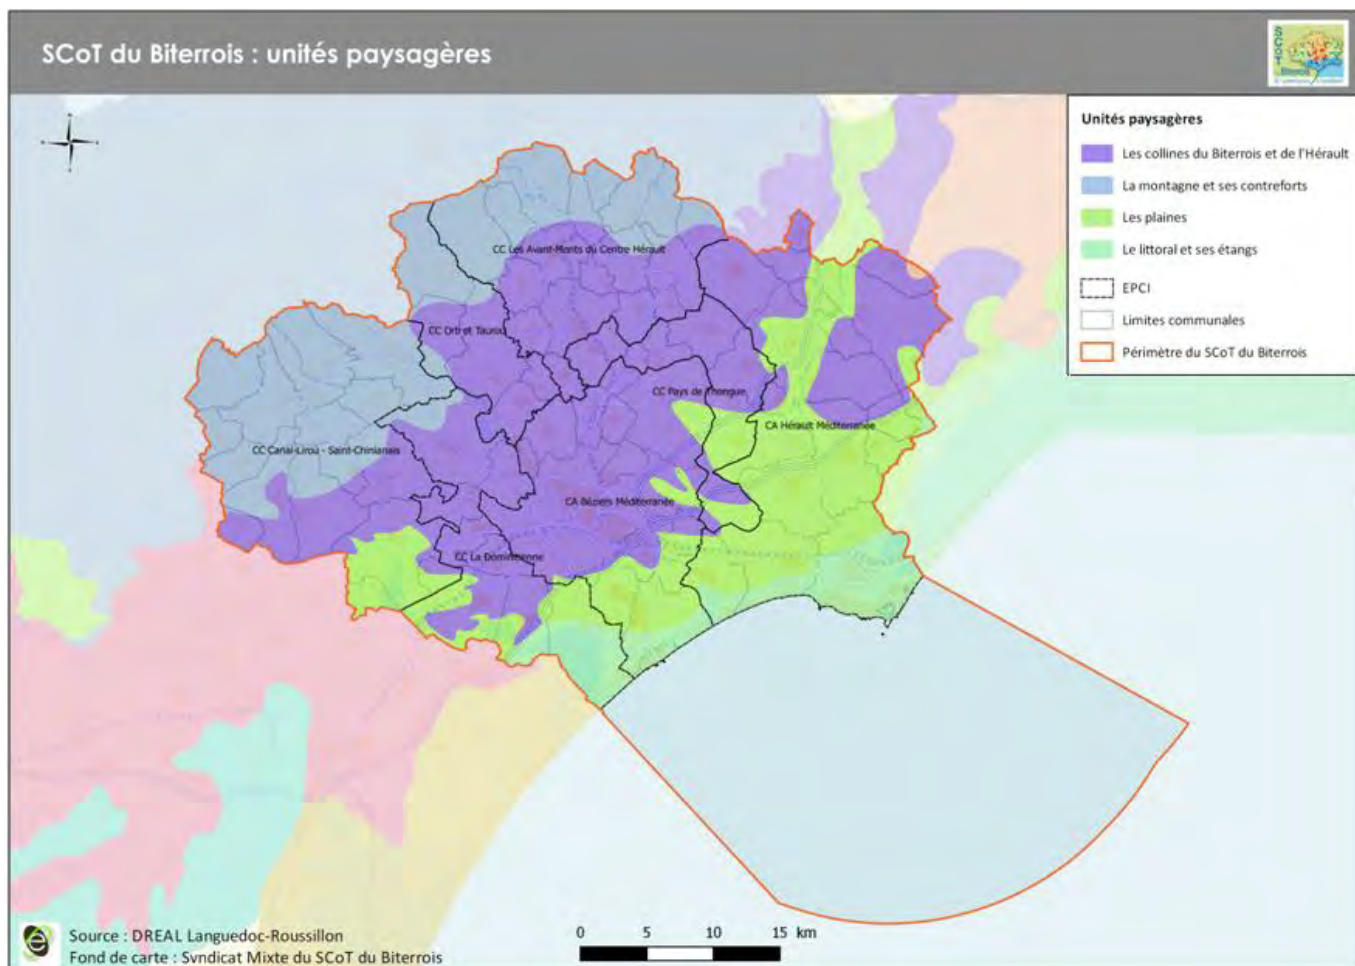 SCoT du Biterrois : unités paysagères
Unités paysagères
Les collines du Biterrois et de l'Hérault
La montagne et ses contreforts
Les plaines
Le littoral et ses étangs
EPCI
Limites communales
Périmètre du SCoT du Biterrois
CC Les Avant-Monts du Centre Hérault
CC Orb et Taurou
CC Pays de Thongue
CA Hérault Méditerranée
CC Canal-Lirou - Saint-Chinianais
CA Béziers Méditerranée
CC La Domitienne
0 5 10 15 km
Source : DREAL Languedoc-Roussillon
Fond de carte : Syndicat Mixte du SCoT du Biterrois